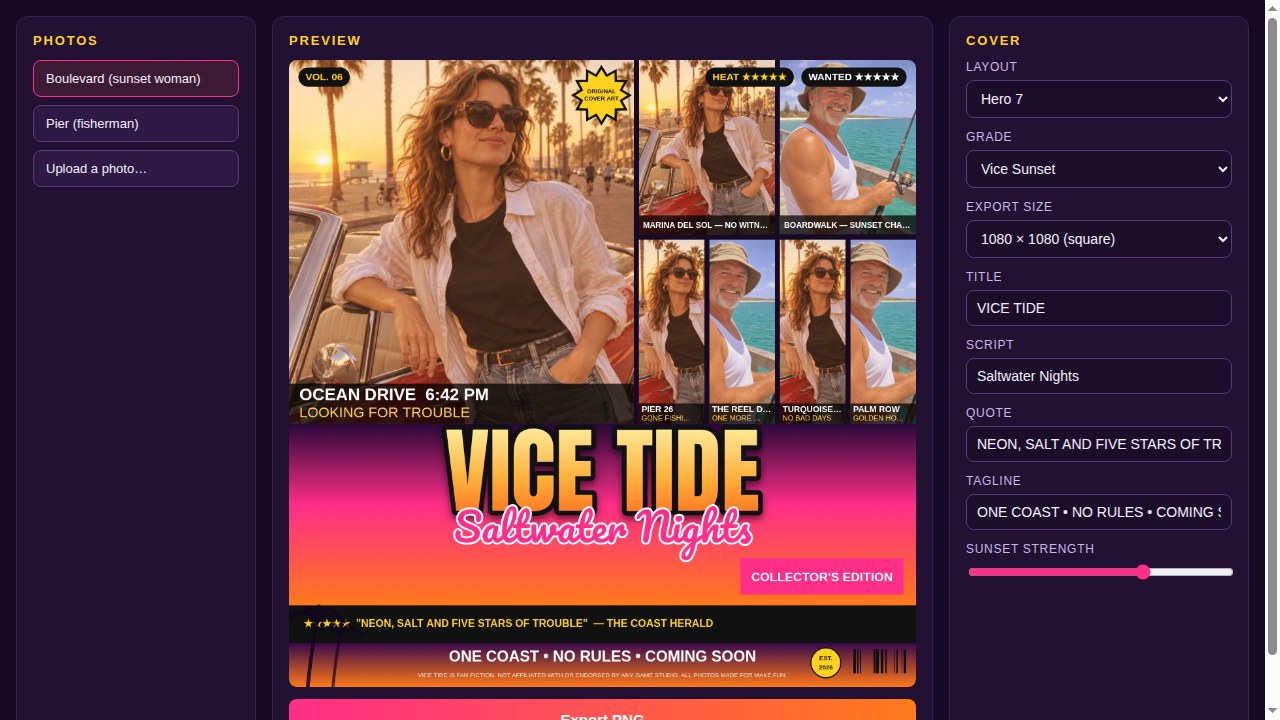 PHOTOS
Boulevard (sunset woman)
Pier (fisherman)
Upload a photo…
PREVIEW
VOL. 06
ORIGINAL
COVER ART
HEAT ★★★★★
WANTED ★★★★★
MARINA DEL SOL — NO WITN…
BOARDWALK — SUNSET CHA…
OCEAN DRIVE 6:42 PM
LOOKING FOR TROUBLE
PIER 26
GONE FISHI…
THE REEL D…
ONE MORE …
TURQUOISE…
NO BAD DAYS
PALM ROW
GOLDEN HO…
VICE TIDE
Saltwater Nights
COLLECTOR'S EDITION
★★★★★ "NEON, SALT AND FIVE STARS OF TROUBLE" — THE COAST HERALD
ONE COAST • NO RULES • COMING SOON
VICE TIDE IS FAN FICTION. NOT AFFILIATED WITH OR ENDORSED BY ANY GAME STUDIO. ALL PHOTOS MADE FOR MAKE FUN.
EST.
2026
Export PNG
COVER
LAYOUT
Hero 7
GRADE
Vice Sunset
EXPORT SIZE
1080 × 1080 (square)
TITLE
VICE TIDE
SCRIPT
Saltwater Nights
QUOTE
NEON, SALT AND FIVE STARS OF TR
TAGLINE
ONE COAST • NO RULES • COMING S
SUNSET STRENGTH